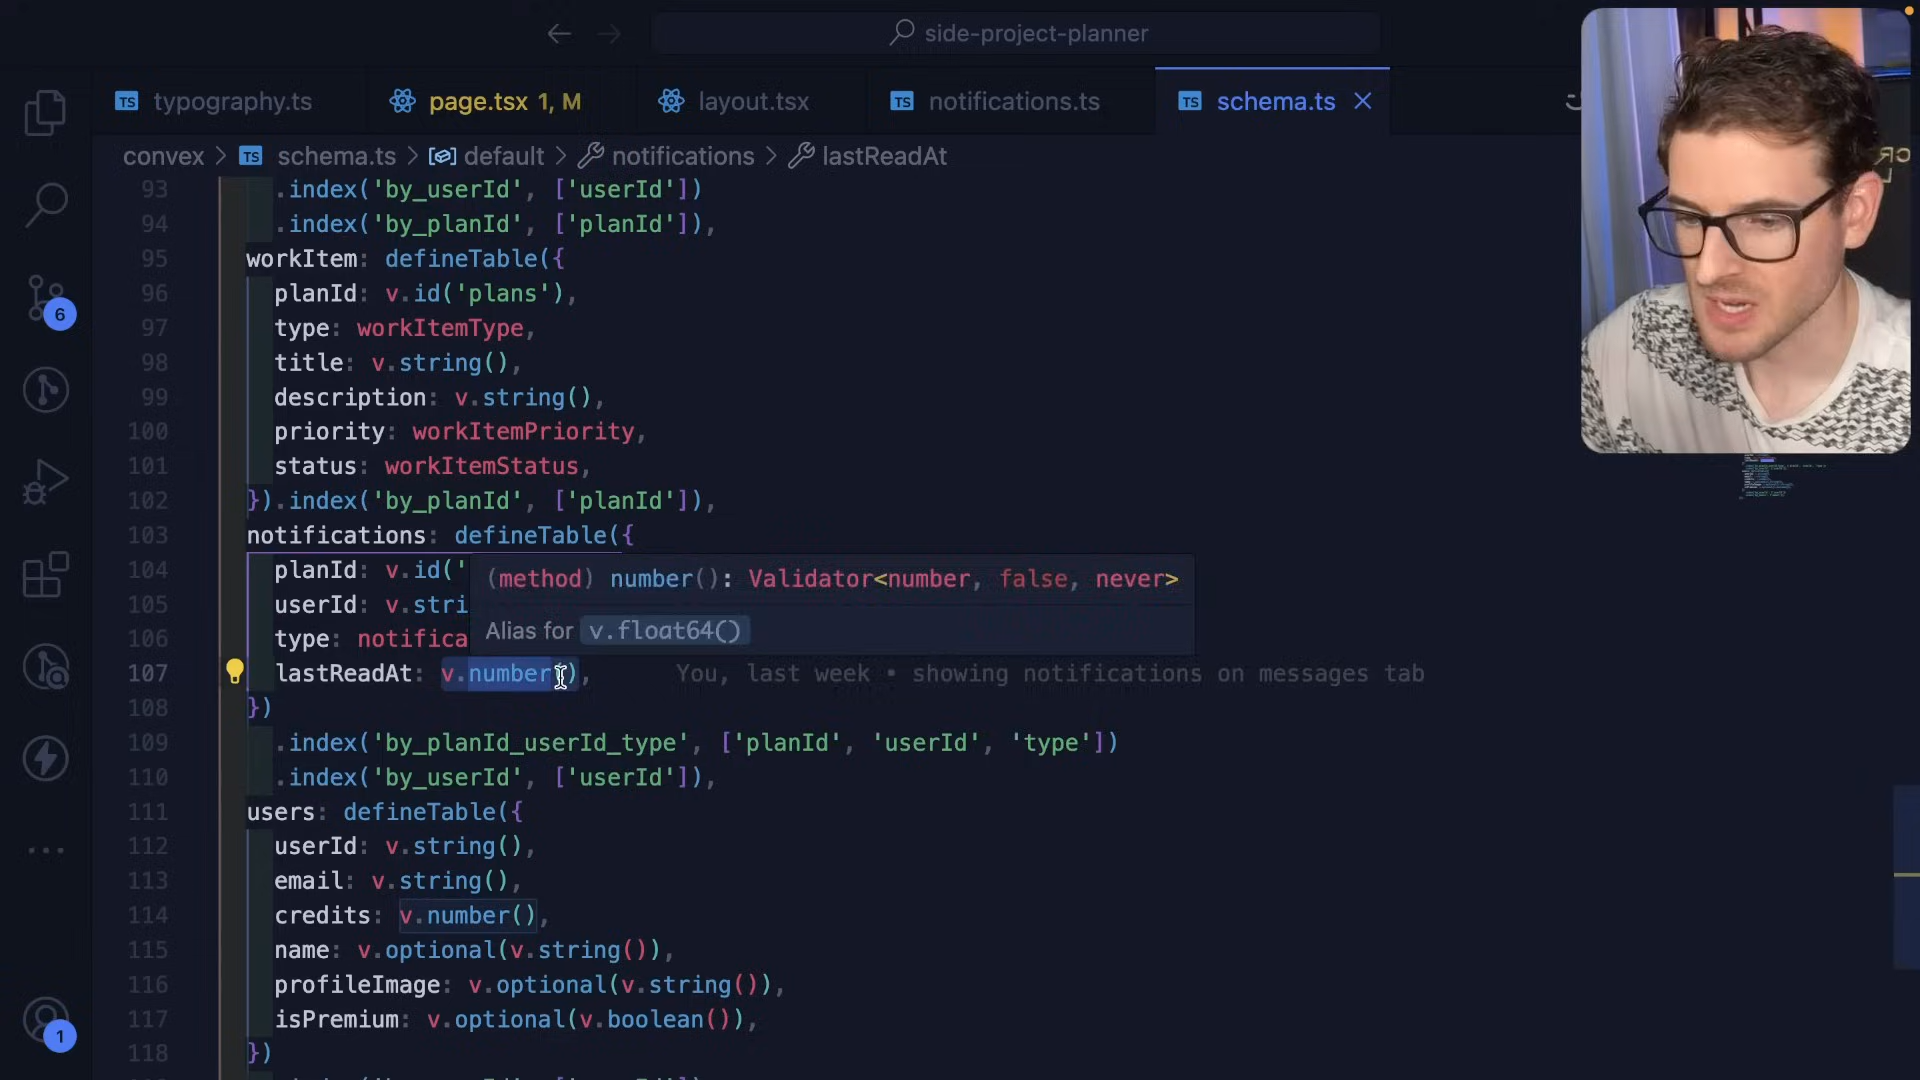 side-project-planner
typography.ts
page.tsx 1, M
layout.tsx
notifications.ts
schema.ts
convex > TS schema.ts > default > notifications > lastReadAt
93 .index('by_userId', ['userId'])
94 .index('by_planId', ['planId']),
95 workItem: defineTable({
96 planId: v.id('plans'),
97 type: workItemType,
98 title: v.string(),
99 description: v.string(),
100 priority: workItemPriority,
101 status: workItemStatus,
102 }).index('by_planId', ['planId']),
103 notifications: defineTable({
104 planId: v.id('
(method) number(): Validator<number, false, never>
105 userId: v.stri
Alias for v.float64()
106 type: notifica
107 lastReadAt: v.number(), You, last week • showing notifications on messages tab
108 })
109 .index('by_planId_userId_type', ['planId', 'userId', 'type'])
110 .index('by_userId', ['userId']),
111 users: defineTable({
112 userId: v.string(),
113 email: v.string(),
114 credits: v.number(),
115 name: v.optional(v.string()),
116 profileImage: v.optional(v.string()),
117 isPremium: v.optional(v.boolean()),
118 })
6
1